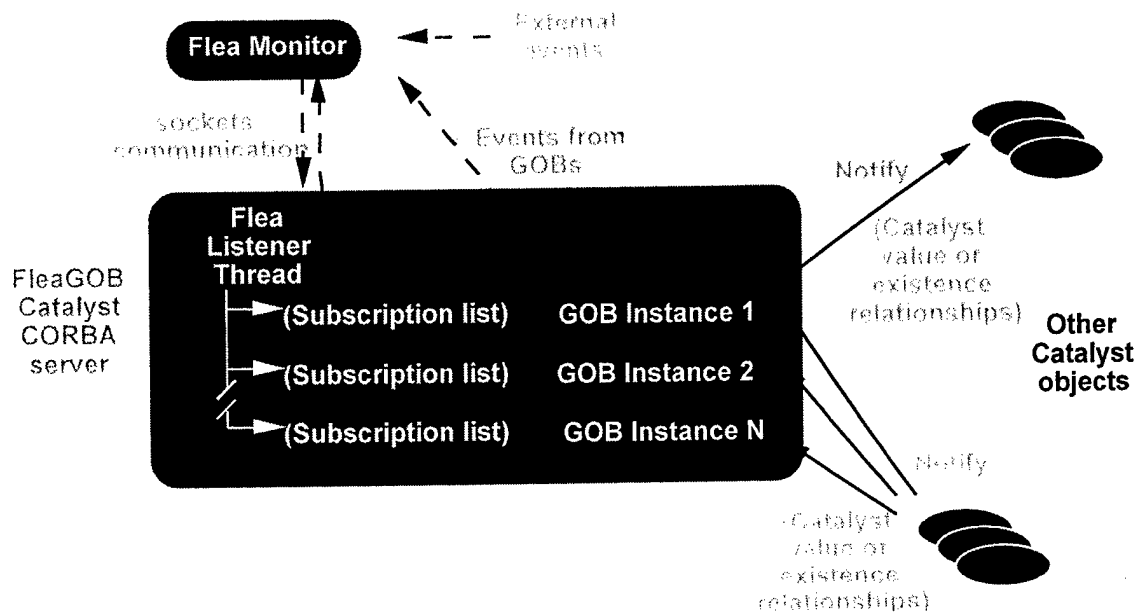 Flea Monitor
External
events
sockets
communication
Events from
GOBs
Notify
(Catalyst
value or
existence
relationships)
Flea
Listener
Thread
FleaGOB
Catalyst
CORBA
server
(Subscription list) GOB Instance 1
(Subscription list) GOB Instance 2
(Subscription list) GOB Instance N
Other
Catalyst
objects
Notify
(Catalyst
value or
existence
relationships)